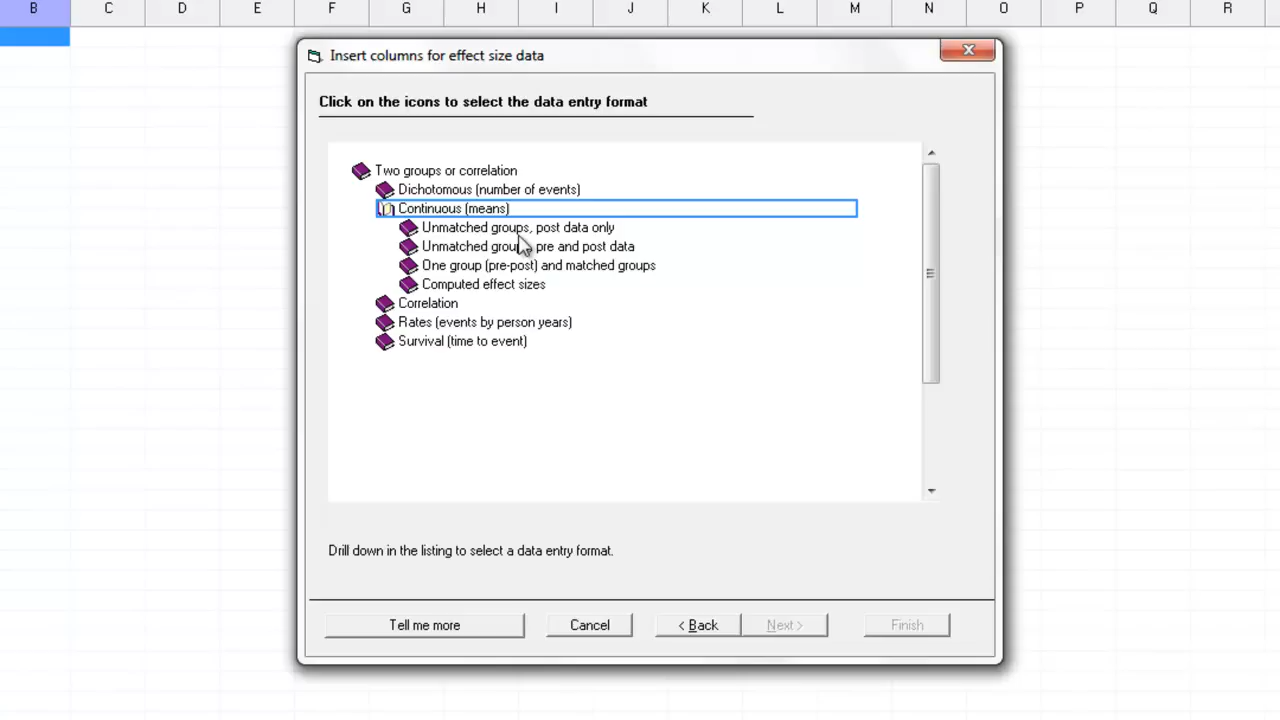 B C D E F G H I J K L M N O P Q R
Insert columns for effect size data
Click on the icons to select the data entry format
Two groups or correlation
Dichotomous (number of events)
Continuous (means)
Unmatched groups, post data only
Unmatched groups, pre and post data
One group (pre-post) and matched groups
Computed effect sizes
Correlation
Rates (events by person years)
Survival (time to event)
Drill down in the listing to select a data entry format.
Tell me more Cancel < Back Next > Finish